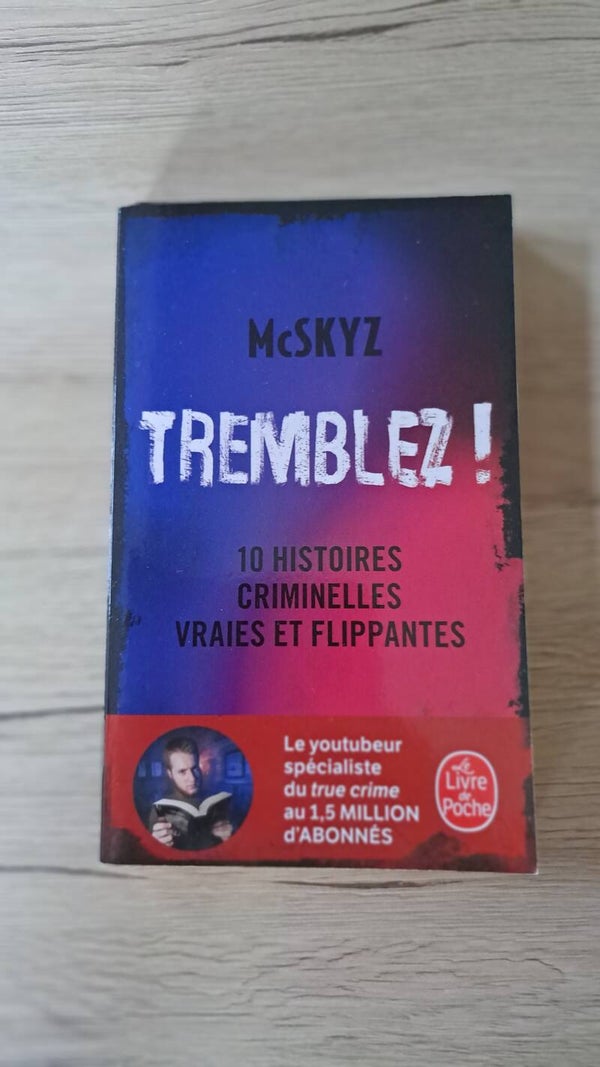 McSKYZ
TREMBLEZ !
10 HISTOIRES
CRIMINELLES
VRAIES ET FLIPPANTES
Le youtubeur
spécialiste
du true crime
au 1,5 MILLION
d'ABONNÉS
Le
Livre
de
Poche